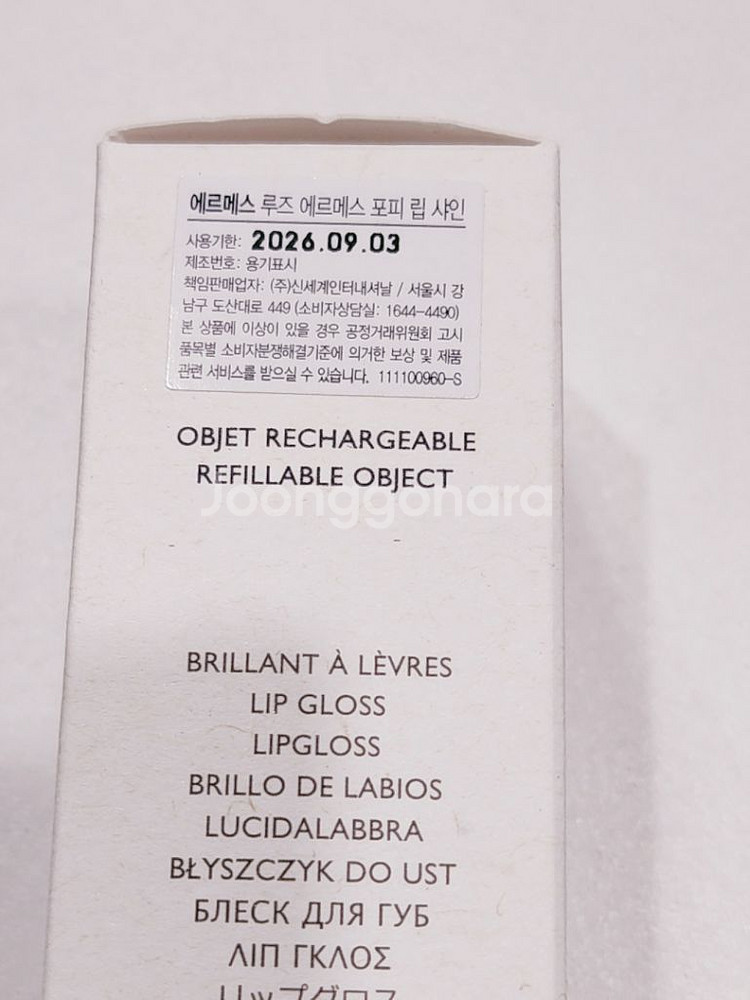 에르메스 루즈 에르메스 포피 립 샤인
사용기한: 2026.09.03
제조번호: 용기표시
책임판매업자: (주)신세계인터내셔날 / 서울시 강
남구 도산대로 449 (소비자상담실: 1644-4490)
본 상품에 이상이 있을 경우 공정거래위원회 고시
품목별 소비자분쟁해결기준에 의거한 보상 및 제품
관련 서비스를 받으실 수 있습니다. 111100960-S
OBJET RECHARGEABLE
REFILLABLE OBJECT
Joonggonara
BRILLANT À LÈVRES
LIP GLOSS
LIPGLOSS
BRILLO DE LABIOS
LUCIDALABBRA
BŁYSZCZYK DO UST
БЛЕСК ДЛЯ ГУБ
ΛΙΠ ΓΚΛΟΣ
リップグロス